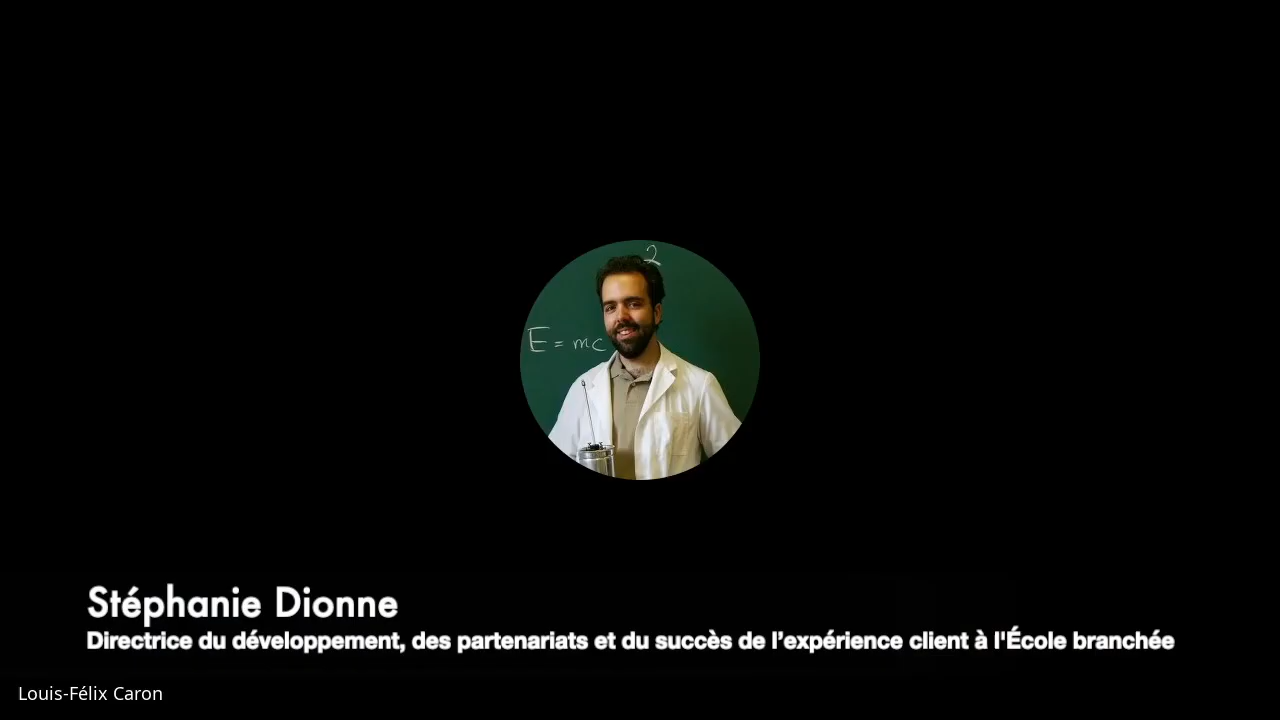 2
E = mc
Stéphanie Dionne
Directrice du développement, des partenariats et du succès de l’expérience client à l'École branchée
Louis-Félix Caron